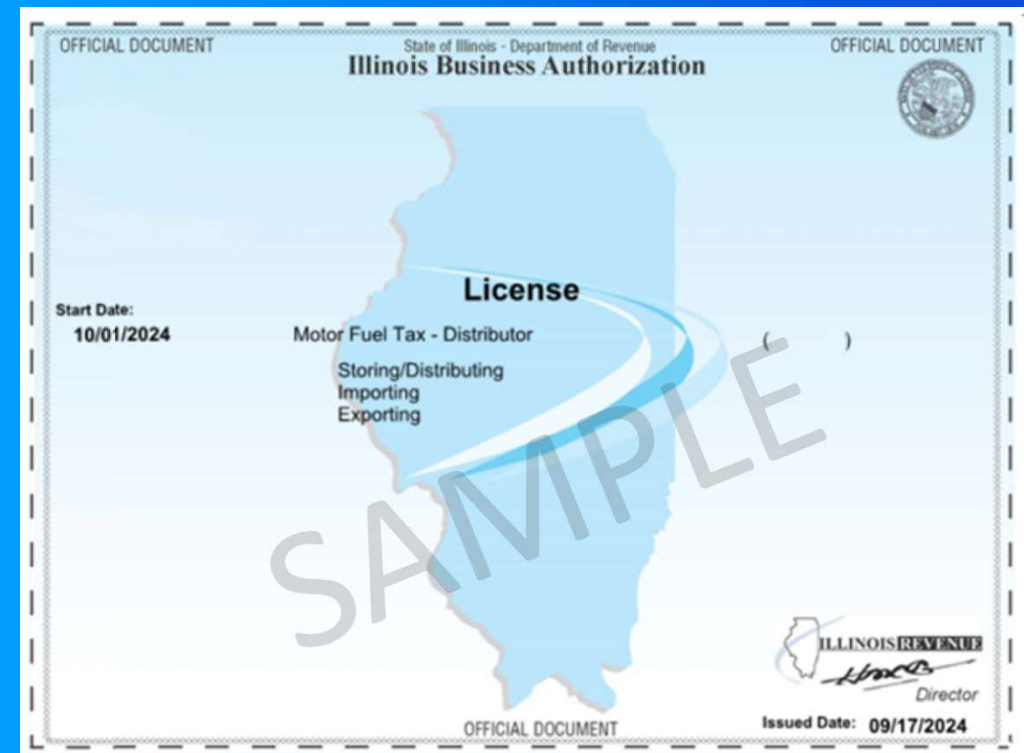 OFFICIAL DOCUMENT
State of Illinois - Department of Revenue
OFFICIAL DOCUMENT
Illinois Business Authorization
License
Start Date:
10/01/2024
Motor Fuel Tax - Distributor
( )
Storing/Distributing
Importing
Exporting
SAMPLE
ILLINOIS REVENUE
Director
OFFICIAL DOCUMENT
Issued Date: 09/17/2024